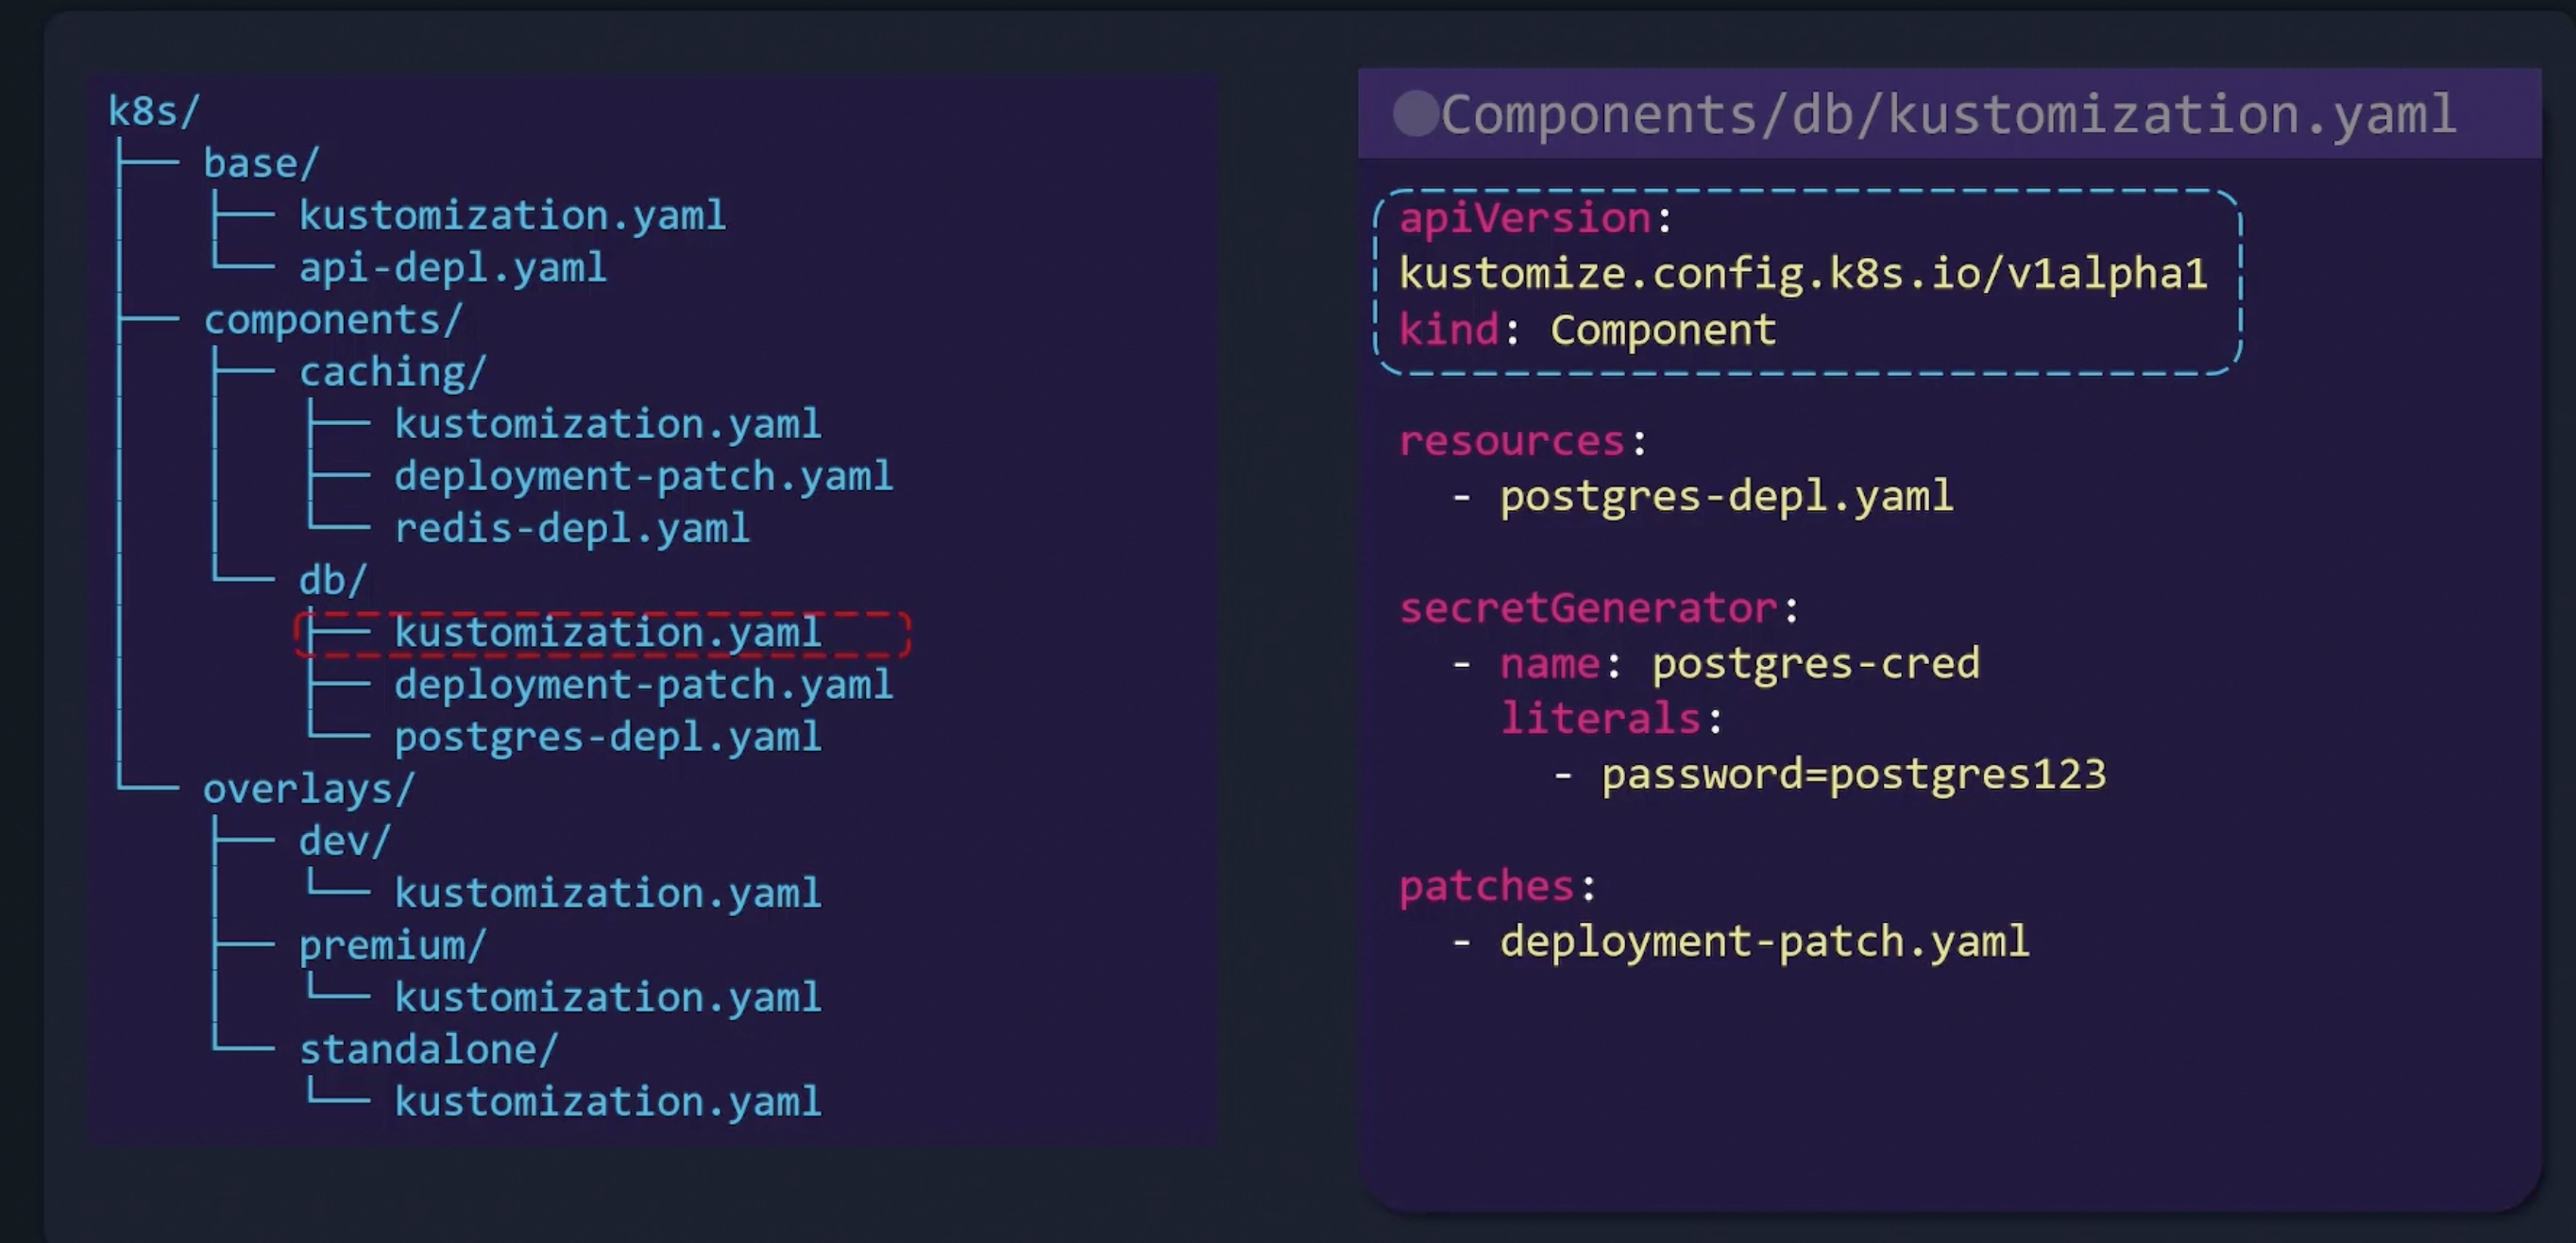 k8s/
├── base/
│   ├── kustomization.yaml
│   └── api-depl.yaml
├── components/
│   ├── caching/
│   │   ├── kustomization.yaml
│   │   ├── deployment-patch.yaml
│   │   └── redis-depl.yaml
│   └── db/
│       ├── kustomization.yaml
│       ├── deployment-patch.yaml
│       └── postgres-depl.yaml
└── overlays/
    ├── dev/
    │   └── kustomization.yaml
    ├── premium/
    │   └── kustomization.yaml
    └── standalone/
        └── kustomization.yaml
Components/db/kustomization.yaml
apiVersion:
kustomize.config.k8s.io/v1alpha1
kind: Component
resources:
  - postgres-depl.yaml
secretGenerator:
  - name: postgres-cred
    literals:
      - password=postgres123
patches:
  - deployment-patch.yaml